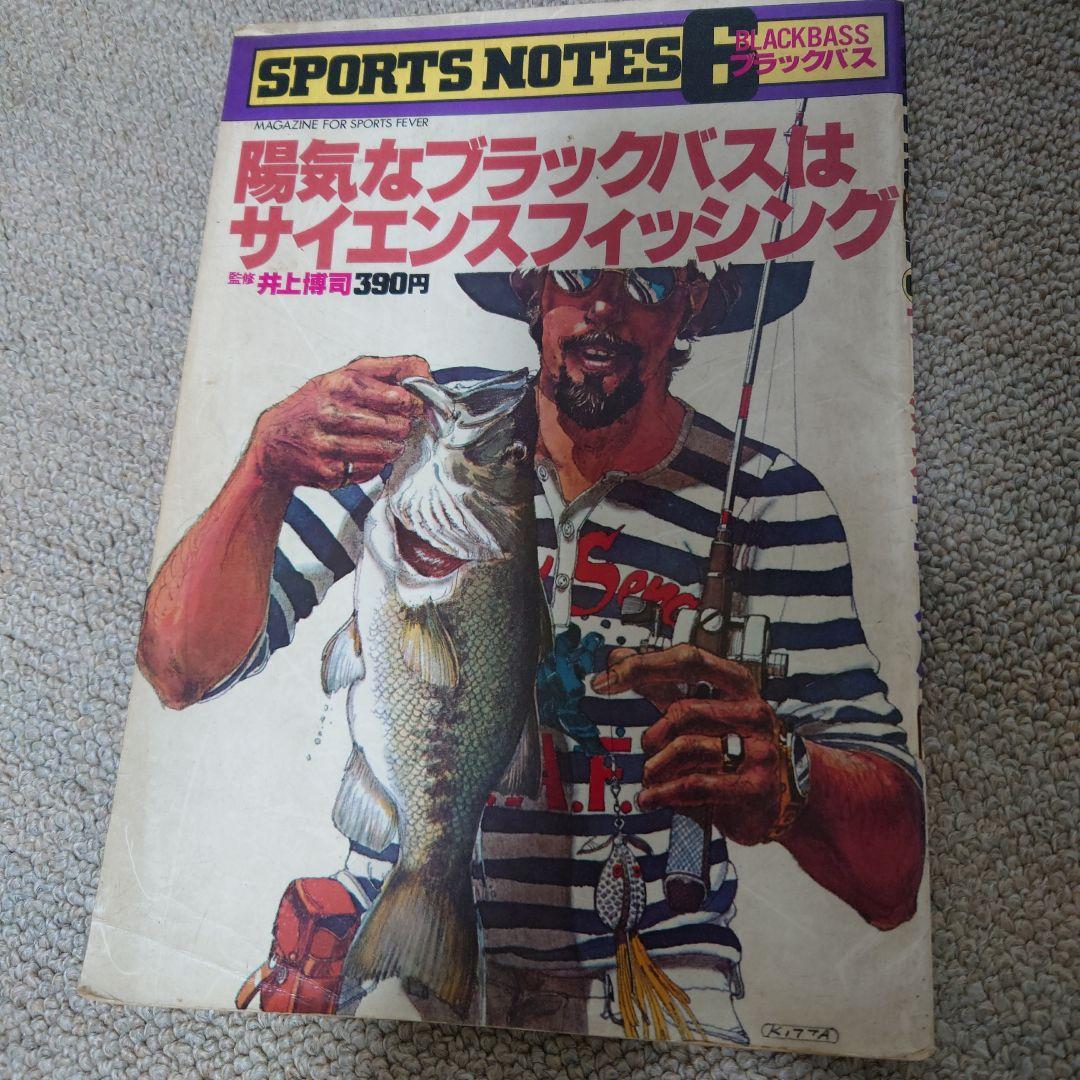 SPORTS NOTES 6
BLACKBASS
ブラックバス
MAGAZINE FOR SPORTS FEVER
陽気なブラックバスは
サイエンスフィッシング
監修 井上博司 390円
A.F.
KITTA